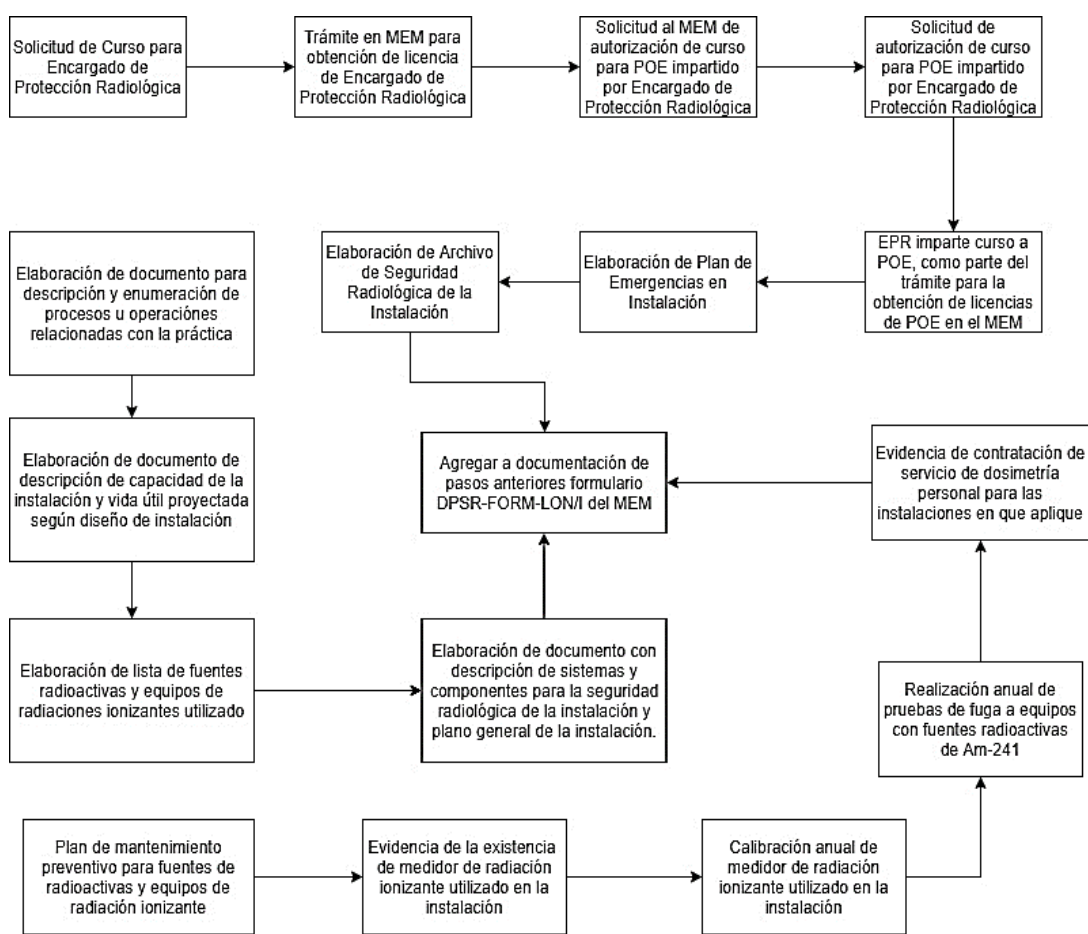 Solicitud de Curso para
Encargado de
Protección Radiológica
Trámite en MEM para
obtención de licencia
de Encargado de
Protección Radiológica
Solicitud al MEM de
autorización de curso
para POE impartido
por Encargado de
Protección Radiológica
Solicitud de
autorización de curso
para POE impartido
por Encargado de
Protección Radiológica
EPR imparte curso a
POE, como parte del
trámite para la
obtención de licencias
de POE en el MEM
Elaboración de Plan de
Emergencias en
Instalación
Elaboración de Archivo
de Seguridad
Radiológica de la
Instalación
Elaboración de documento para
descripción y enumeración de
procesos u operaciónes
relacionadas con la práctica
Elaboración de documento de
descripción de capacidad de la
instalación y vida útil proyectada
según diseño de instalación
Agregar a documentación de
pasos anteriores formulario
DPSR-FORM-LON/I del MEM
Evidencia de contratación de
servicio de dosimetría
personal para las
instalaciones en que aplique
Elaboración de lista de fuentes
radioactivas y equipos de
radiaciones ionizantes utilizado
Elaboración de documento con
descripción de sistemas y
componentes para la seguridad
radiológica de la instalación y
plano general de la instalación.
Realización anual de
pruebas de fuga a equipos
con fuentes radioactivas
de Am-241
Plan de mantenimiento
preventivo para fuentes de
radioactivas y equipos de
radiación ionizante
Evidencia de la existencia
de medidor de radiación
ionizante utilizado en la
instalación
Calibración anual de
medidor de radiación
ionizante utilizado en la
instalación